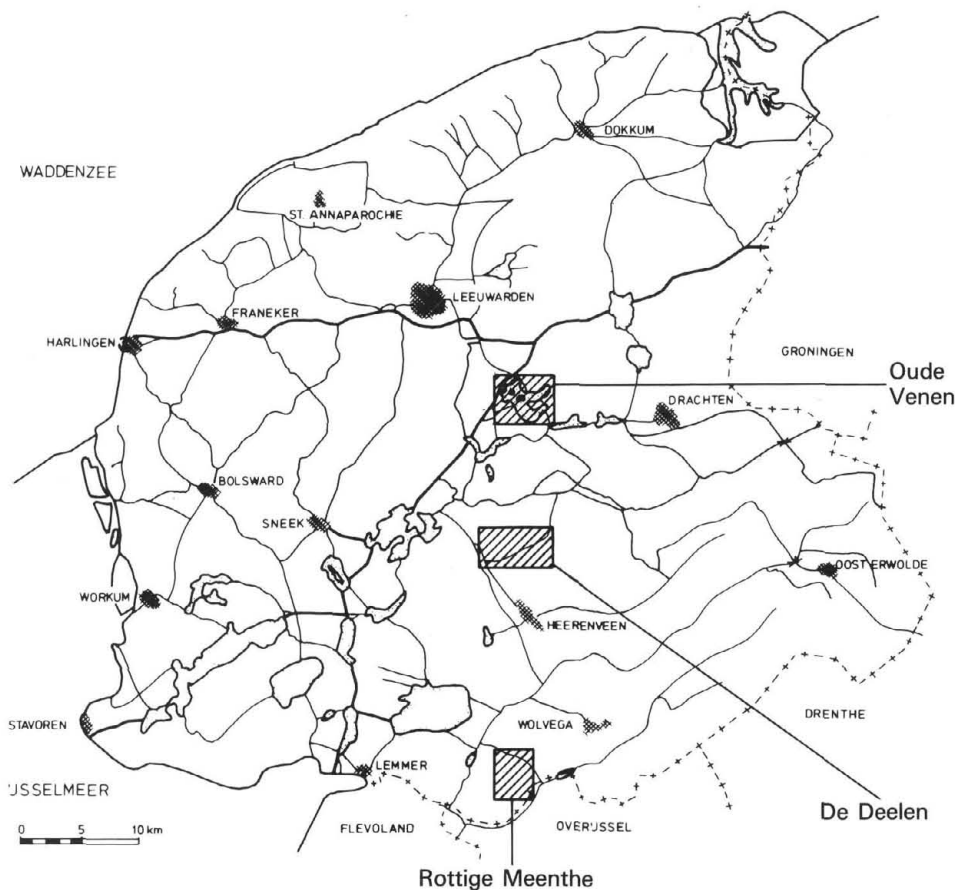 WADDENZEE
DOKKUM
ST. ANNAPAROCHIE
LEEUWARDEN
FRANEKER
HARLINGEN
GRONINGEN
Oude
Venen
DRACHTEN
BOLSWARD
SNEEK
OOSTERWOLDE
WORKUM
HEERENVEEN
STAVOREN
WOLVEGA
DRENTHE
LEMMER
IJSSELMEER
De Deelen
0 5 10 km
FLEVOLAND
OVERIJSSEL
Rottige Meenthe